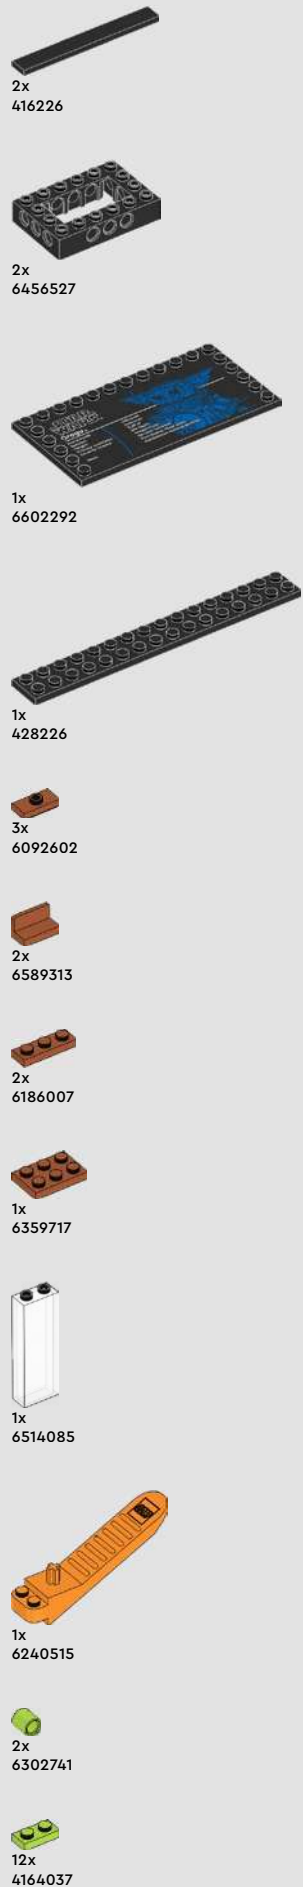 2x
416226
2x
6456527
1x
6602292
1x
428226
3x
6092602
2x
6589313
2x
6186007
1x
6359717
1x
6514085
1x
6240515
2x
6302741
12x
4164037